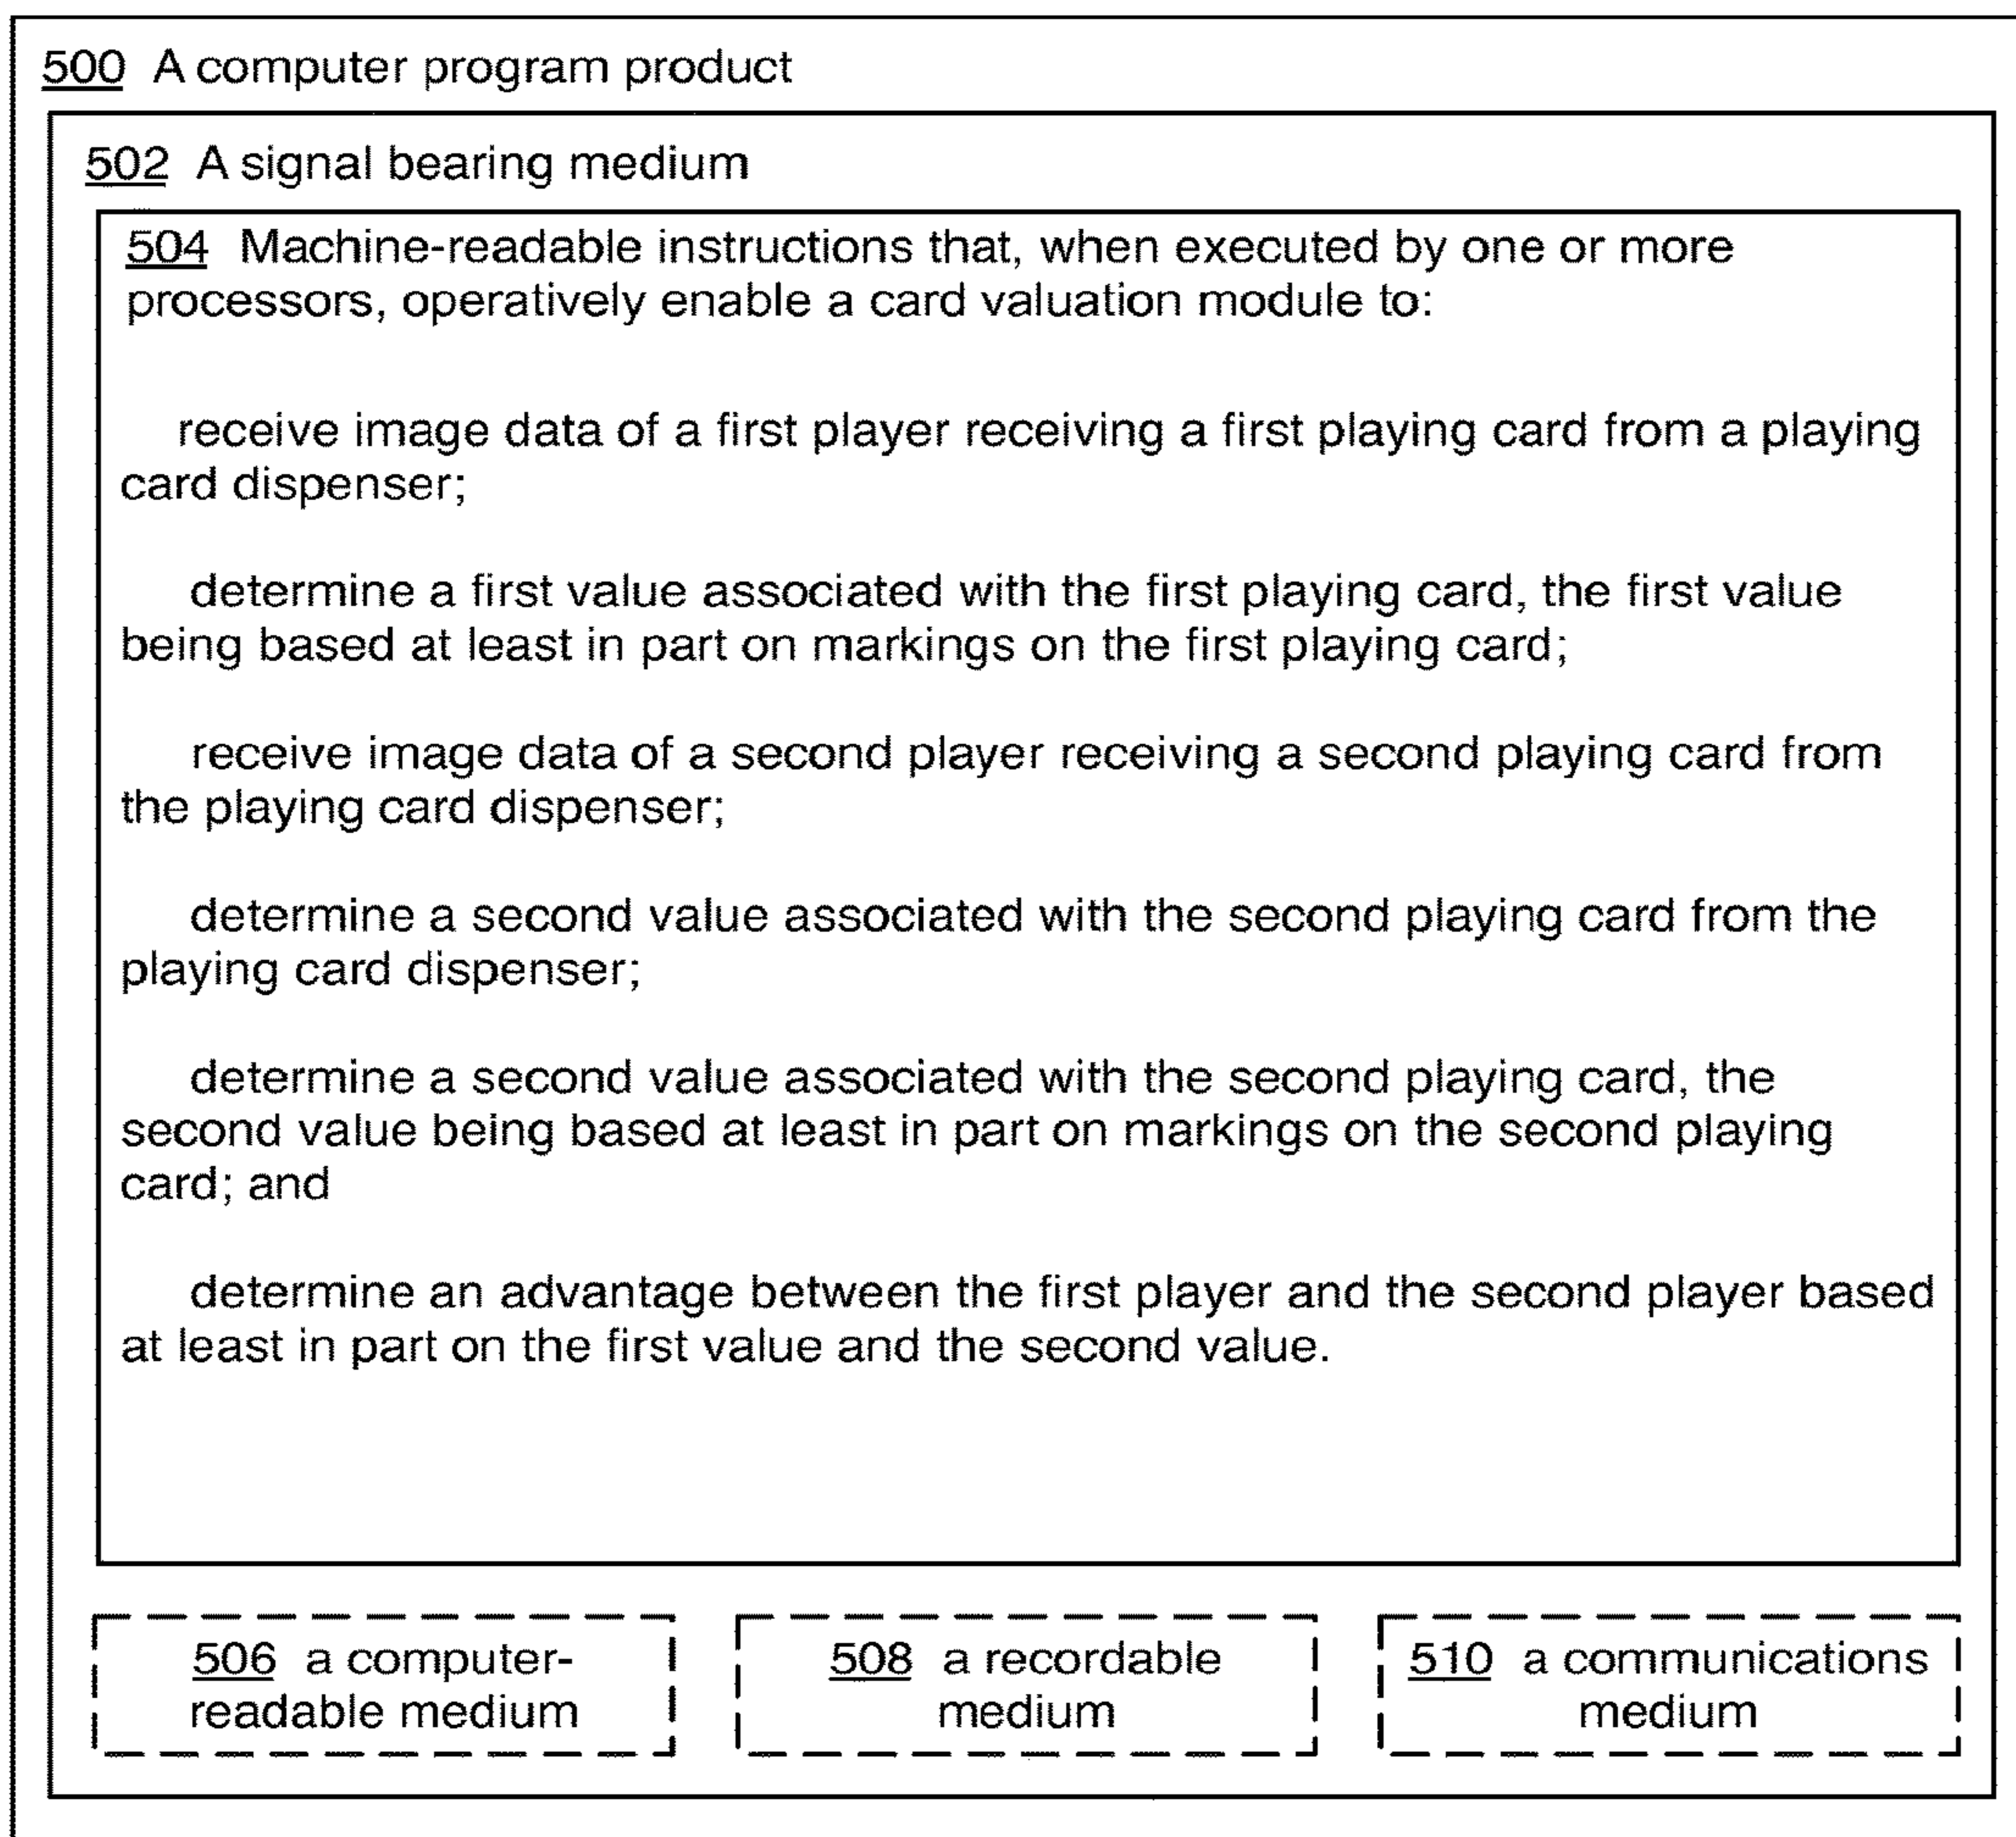 500 A computer program product
502 A signal bearing medium
504 Machine-readable instructions that, when executed by one or more
processors, operatively enable a card valuation module to:
receive image data of a first player receiving a first playing card from a playing
card dispenser;
determine a first value associated with the first playing card, the first value
being based at least in part on markings on the first playing card;
receive image data of a second player receiving a second playing card from
the playing card dispenser;
determine a second value associated with the second playing card from the
playing card dispenser;
determine a second value associated with the second playing card, the
second value being based at least in part on markings on the second playing
card; and
determine an advantage between the first player and the second player based
at least in part on the first value and the second value.
506 a computer-
readable medium
508 a recordable
medium
510 a communications
medium